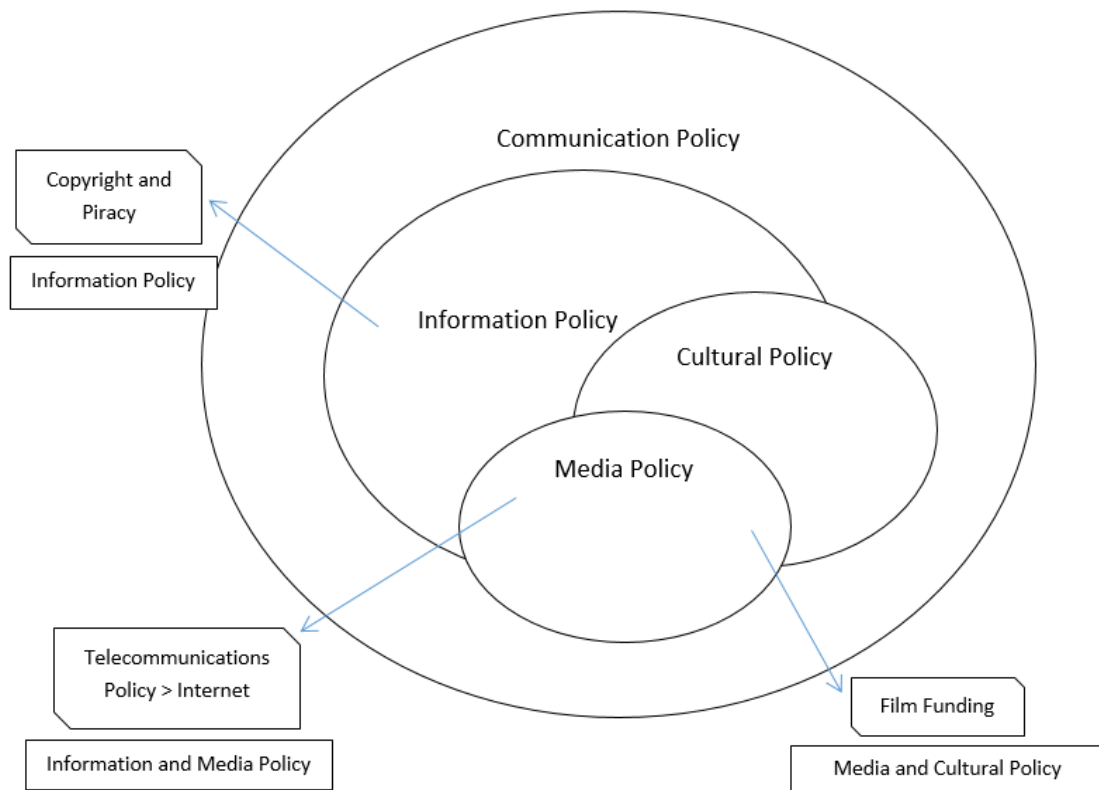 Communication Policy
Copyright and
Piracy
Information Policy
Information Policy
Cultural Policy
Media Policy
Telecommunications
Policy > Internet
Information and Media Policy
Film Funding
Media and Cultural Policy